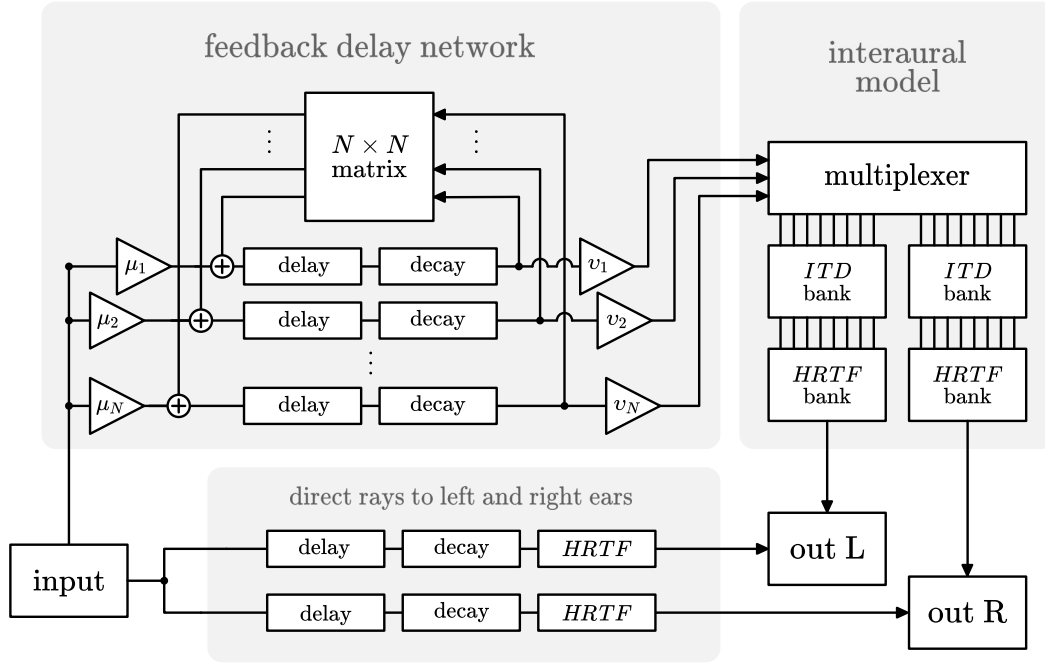 feedback delay network
interaural
model
⋮
⋮
N × N
matrix
multiplexer
μ1
delay
decay
υ1
μ2
delay
decay
υ2
⋮
μN
delay
decay
υN
ITD
bank
ITD
bank
HRTF
bank
HRTF
bank
direct rays to left and right ears
input
delay
decay
HRTF
out L
delay
decay
HRTF
out R